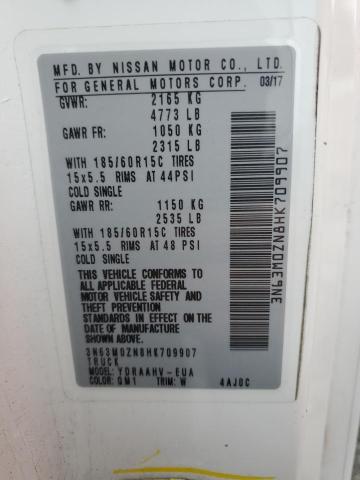 MFD. BY NISSAN MOTOR CO., LTD.
FOR GENERAL MOTORS CORP. 03/17
GVWR: 2165 KG
4773 LB
GAWR FR: 1050 KG
2315 LB
WITH 185/60R15C TIRES
15x5.5 RIMS AT 44PSI
COLD SINGLE
GAWR RR: 1150 KG
2535 LB
WITH 185/60R15C TIRES
15x5.5 RIMS AT 48 PSI
COLD SINGLE
THIS VEHICLE CONFORMS TO
ALL APPLICABLE FEDERAL
MOTOR VEHICLE SAFETY
AND THEFT PREVENTION
STANDARDS IN EFFECT ON
THE DATE OF MANUFACTURE
SHOWN ABOVE.
3N63M0ZN8HK709907
TRUCK
MODEL: YDRAAHV-EUA
COLOR: QM1 TRIM: W 4AJ0C
3N63M0ZN8HK709907